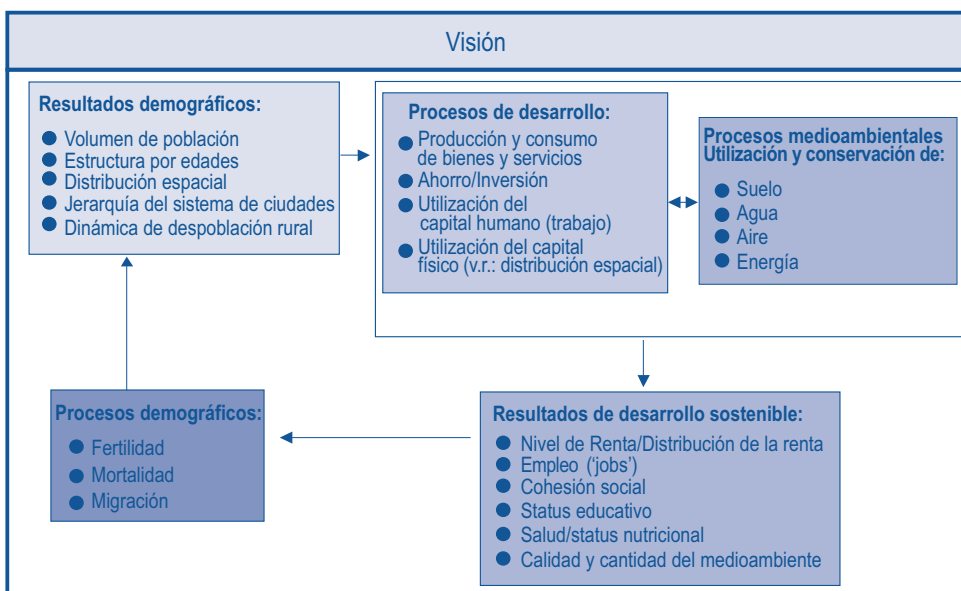 Visión
Resultados demográficos:
● Volumen de población
● Estructura por edades
● Distribución espacial
● Jerarquía del sistema de ciudades
● Dinámica de despoblación rural
Procesos de desarrollo:
● Producción y consumo
de bienes y servicios
● Ahorro/Inversión
● Utilización del
capital humano (trabajo)
● Utilización del capital
físico (v.r.: distribución espacial)
Procesos medioambientales
Utilización y conservación de:
● Suelo
● Agua
● Aire
● Energía
Procesos demográficos:
● Fertilidad
● Mortalidad
● Migración
Resultados de desarrollo sostenible:
● Nivel de Renta/Distribución de la renta
● Empleo (‘jobs’)
● Cohesión social
● Status educativo
● Salud/status nutricional
● Calidad y cantidad del medioambiente